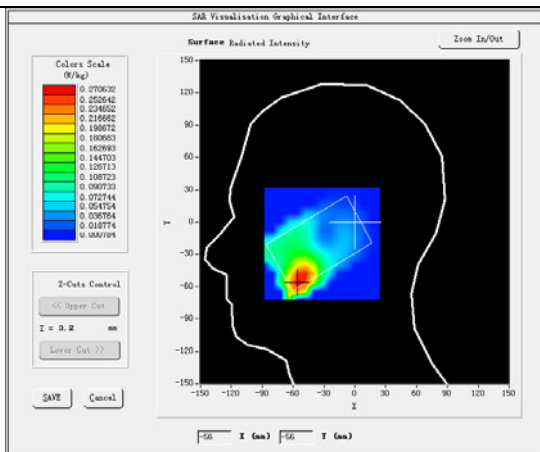 SAR Visualisation Graphical Interface
Surface Radiated Intensity
Zoom In/Out
Colors Scale
(W/kg)
0.270632
0.252642
0.234652
0.216662
0.198672
0.180683
0.162693
0.144703
0.126713
0.108723
0.090733
0.072744
0.054754
0.036764
0.018774
0.000784
Z-Cuts Control
<< Upper Cut
Z = 3.2 mm
Lower Cut >>
SAVE Cancel
150
120
90
60
30
0
-30
-60
-90
-120
-150
Y
-150 -120 -90 -60 -30 0 30 60 90 120 150
X
-56 X (mm) -56 Y (mm)